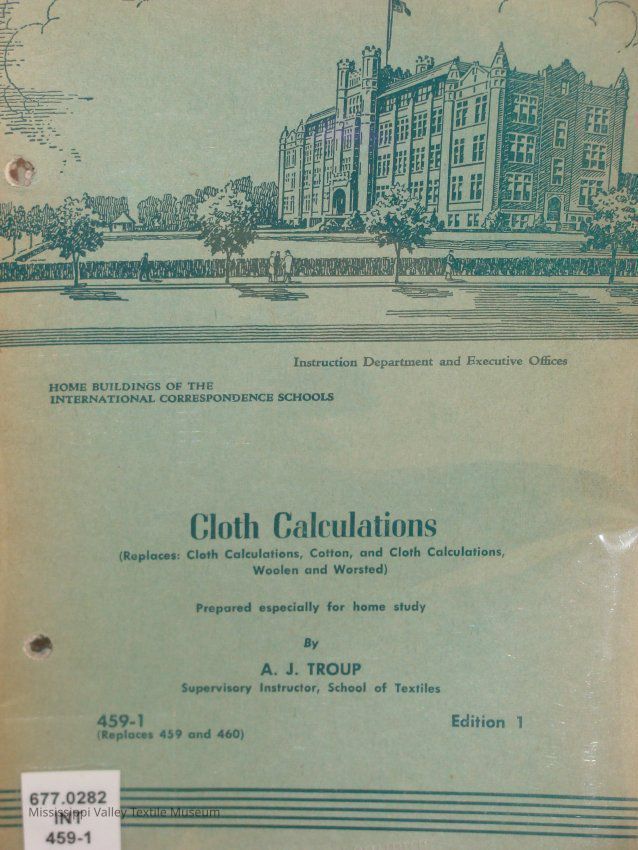 Instruction Department and Executive Offices
HOME BUILDINGS OF THE
INTERNATIONAL CORRESPONDENCE SCHOOLS
Cloth Calculations
(Replaces: Cloth Calculations, Cotton, and Cloth Calculations,
Woolen and Worsted)
Prepared especially for home study
By
A. J. TROUP
Supervisory Instructor, School of Textiles
459-1
Edition 1
(Replaces 459 and 460)
677.0282
Mississippi Valley Textile Museum
INT
459-1